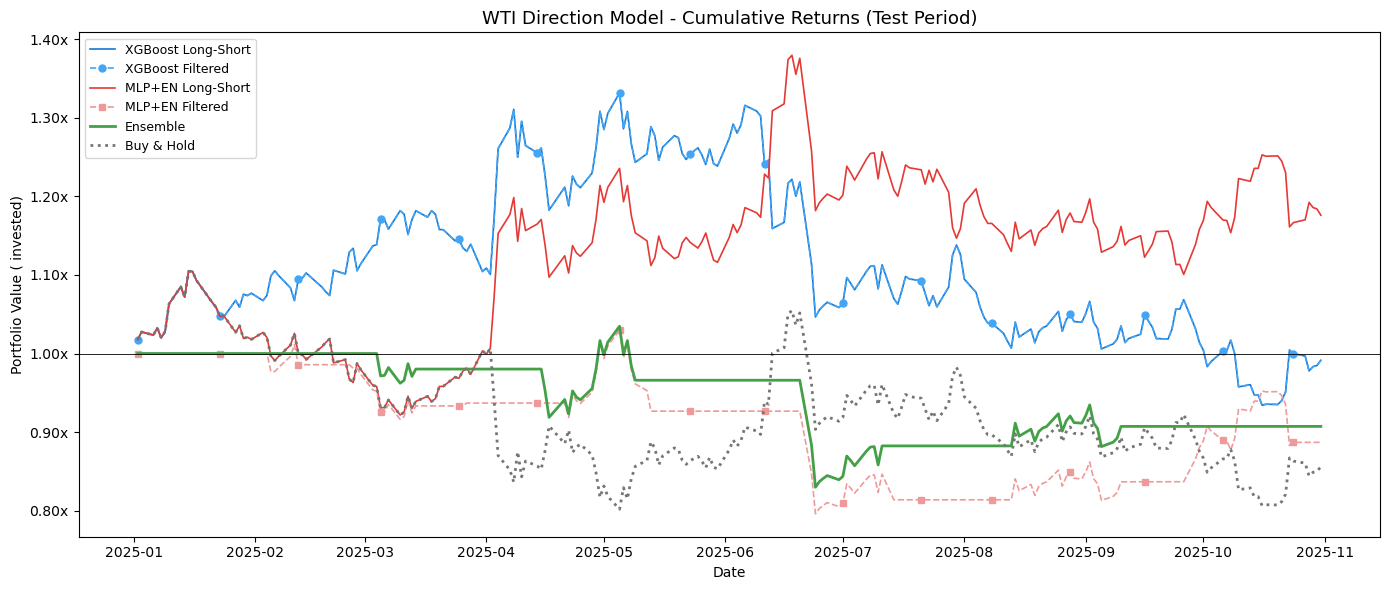 WTI Direction Model - Cumulative Returns (Test Period)
1.40x
1.30x
1.20x
1.10x
1.00x
0.90x
0.80x
Portfolio Value ( invested)
XGBoost Long-Short
XGBoost Filtered
MLP+EN Long-Short
MLP+EN Filtered
Ensemble
Buy & Hold
2025-01
2025-02
2025-03
2025-04
2025-05
2025-06
2025-07
2025-08
2025-09
2025-10
2025-11
Date